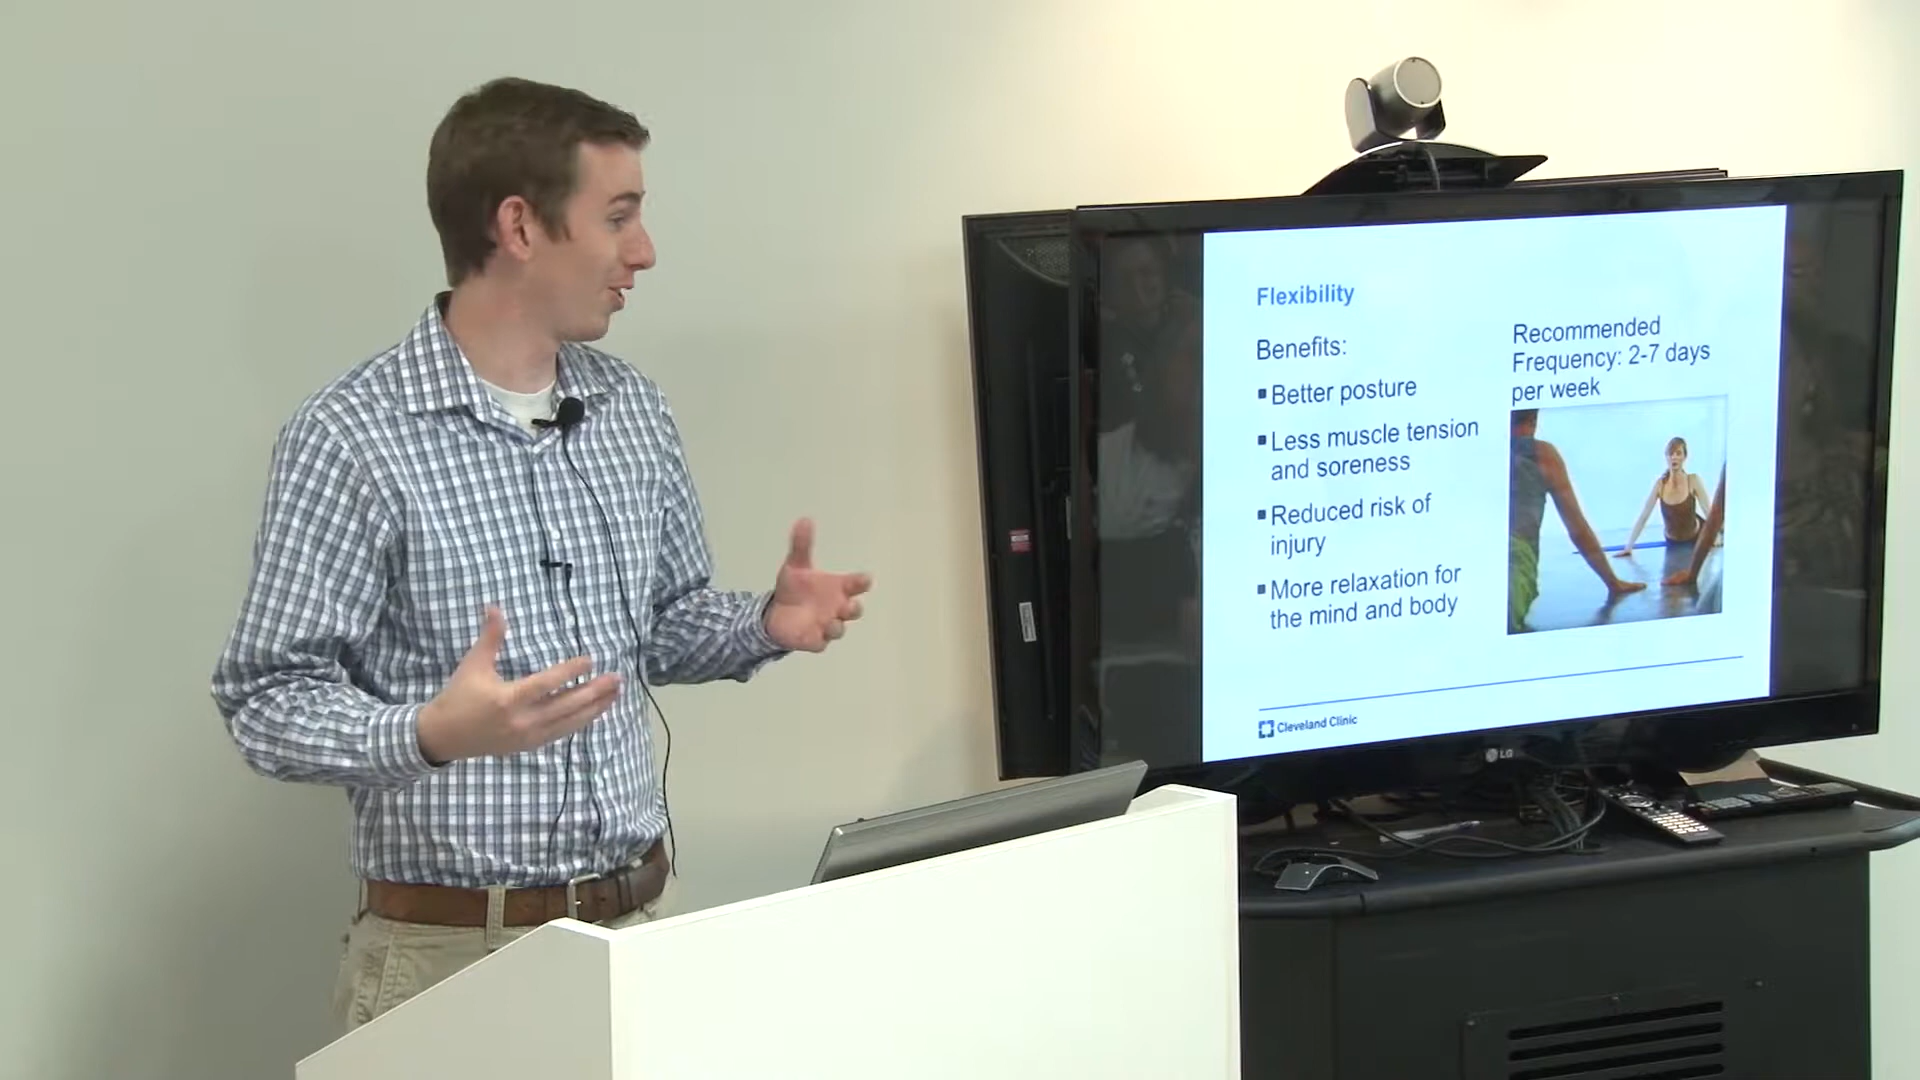 Flexibility
Benefits:
Better posture
Less muscle tension
and soreness
Reduced risk of
injury
More relaxation for
the mind and body
Recommended
Frequency: 2-7 days
per week
Cleveland Clinic
LG